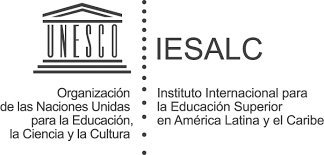 UNESCO
Organización
de las Naciones Unidas
para la Educación,
la Ciencia y la Cultura
IESALC
Instituto Internacional para
la Educación Superior
en América Latina y el Caribe